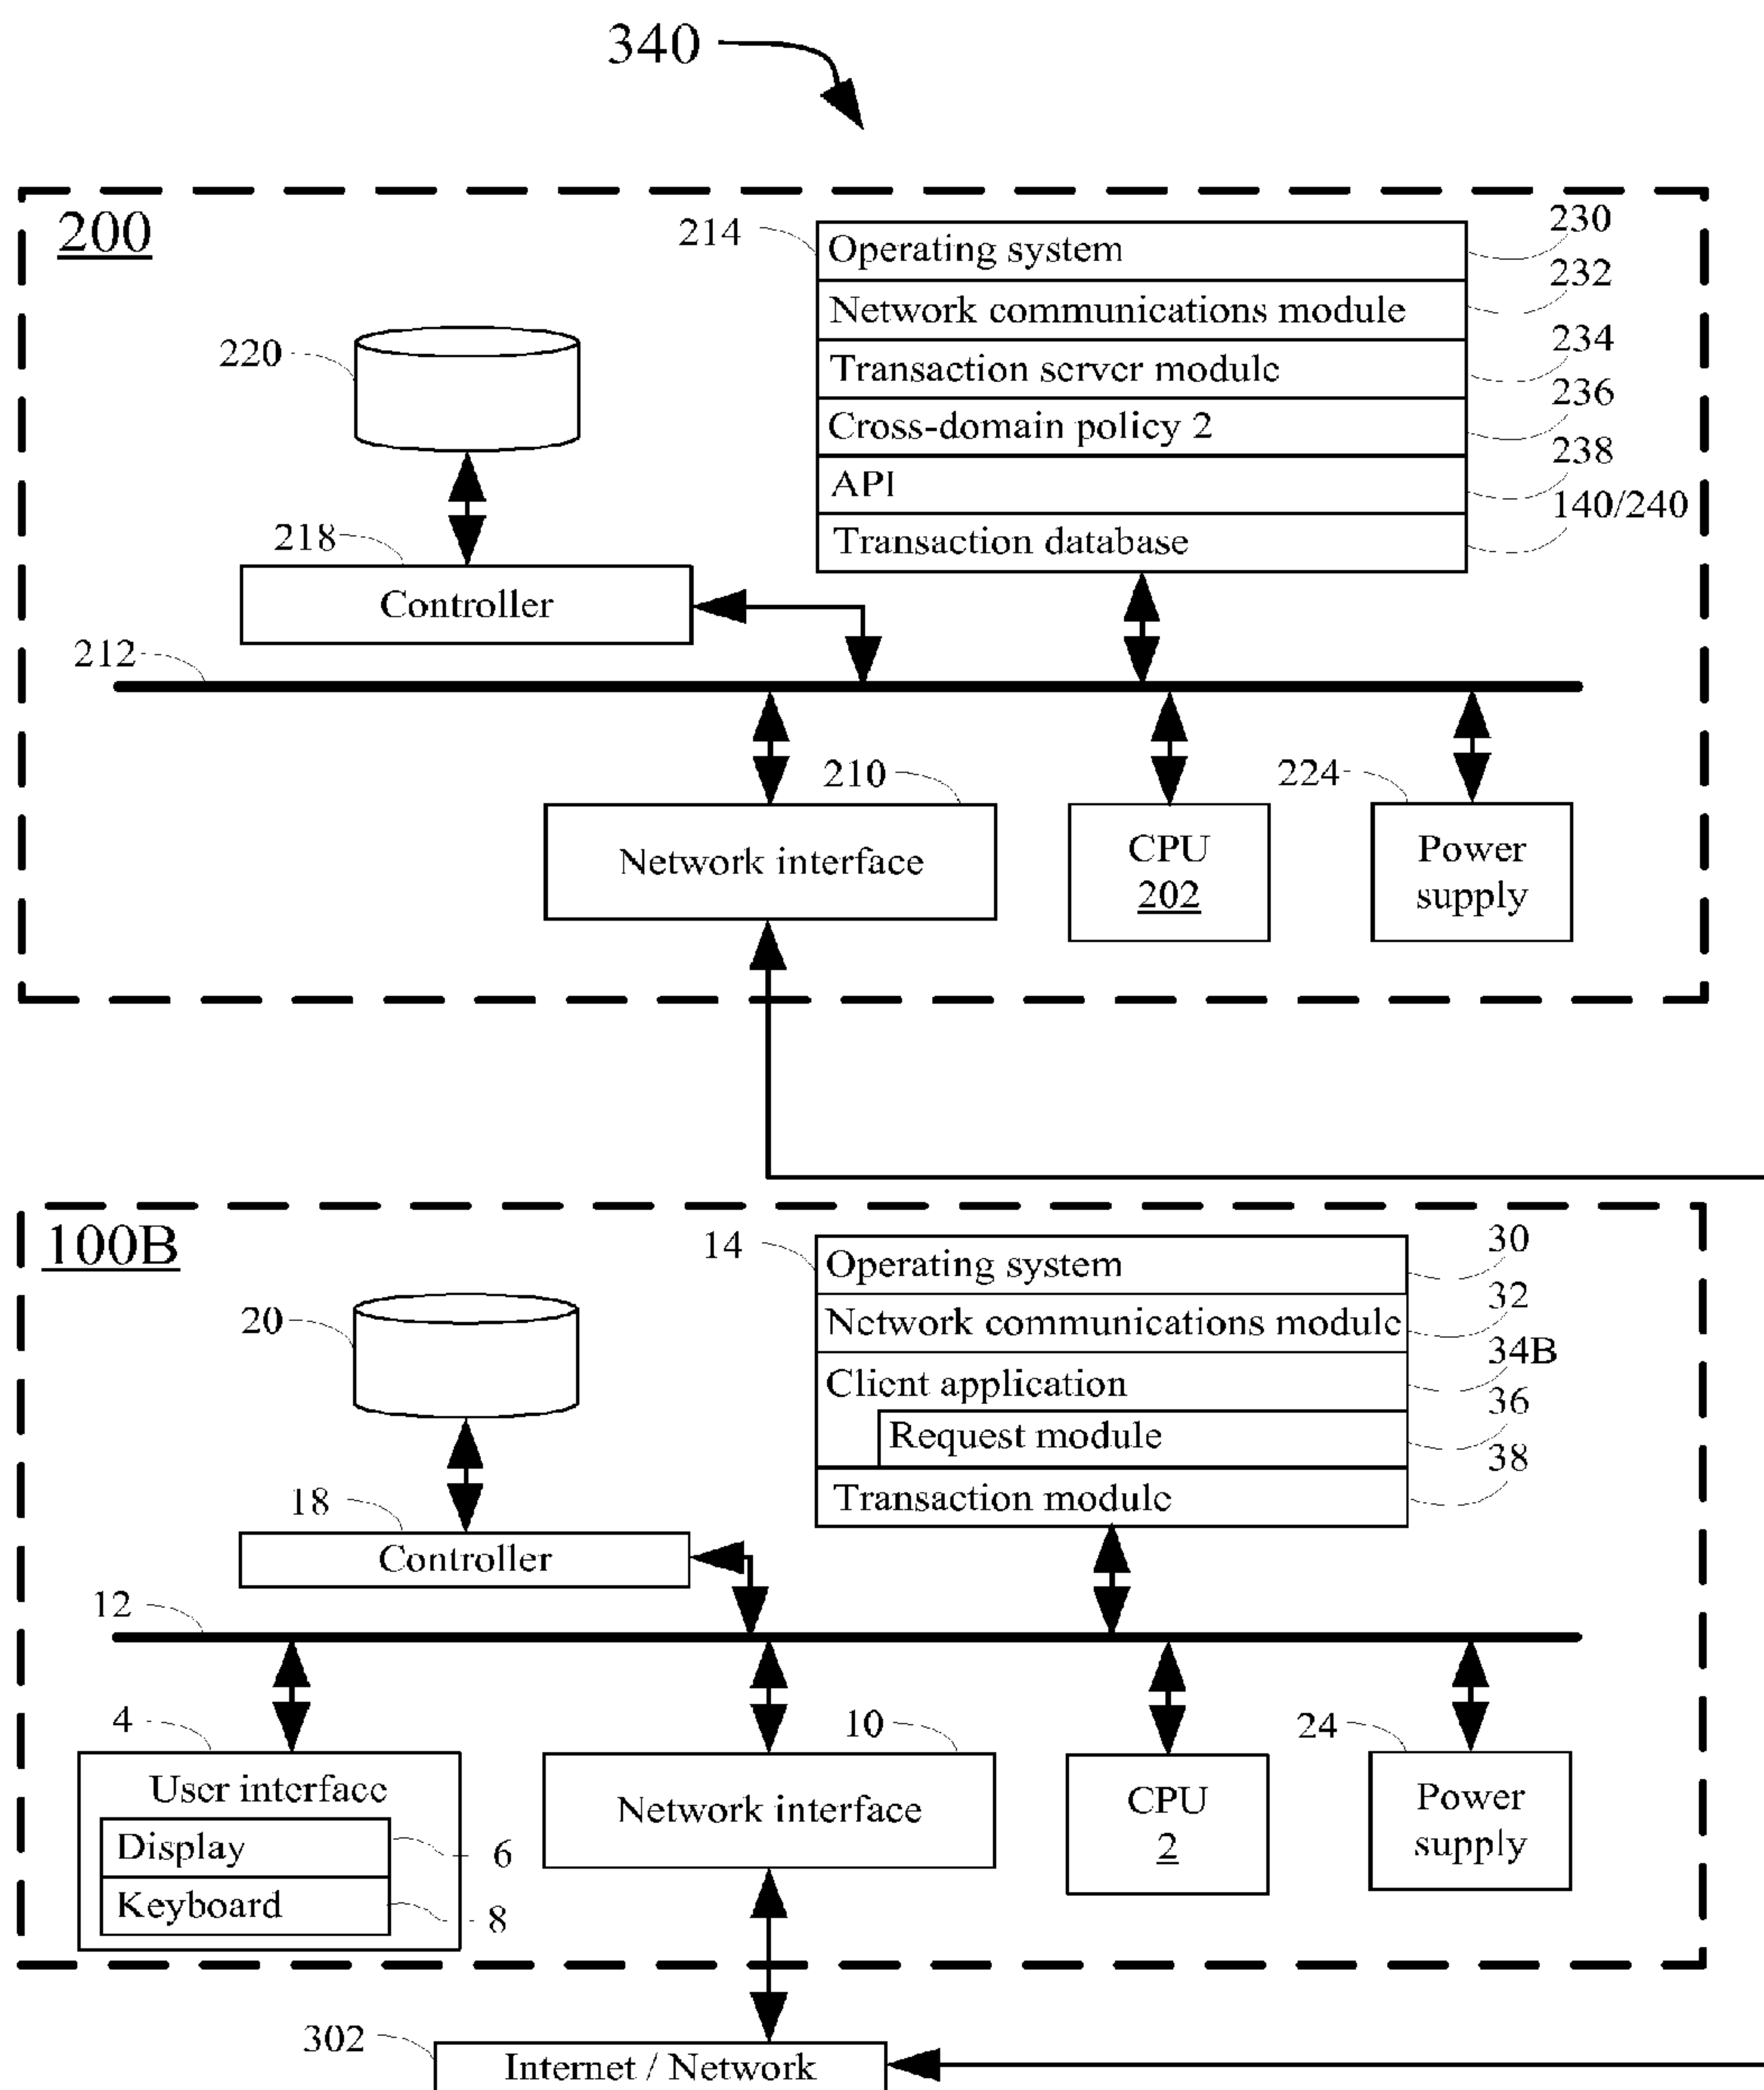 340
200
214
Operating system
230
Network communications module
232
220
Transaction server module
234
Cross-domain policy 2
236
API
238
Transaction database
140/240
218
Controller
212
210
224
Network interface
CPU
202
Power
supply
100B
14
Operating system
30
20
Network communications module
32
Client application
34B
Request module
36
Transaction module
38
18
Controller
12
4
10
24
User interface
Display
6
Keyboard
8
Network interface
CPU
2
Power
supply
302
Internet / Network